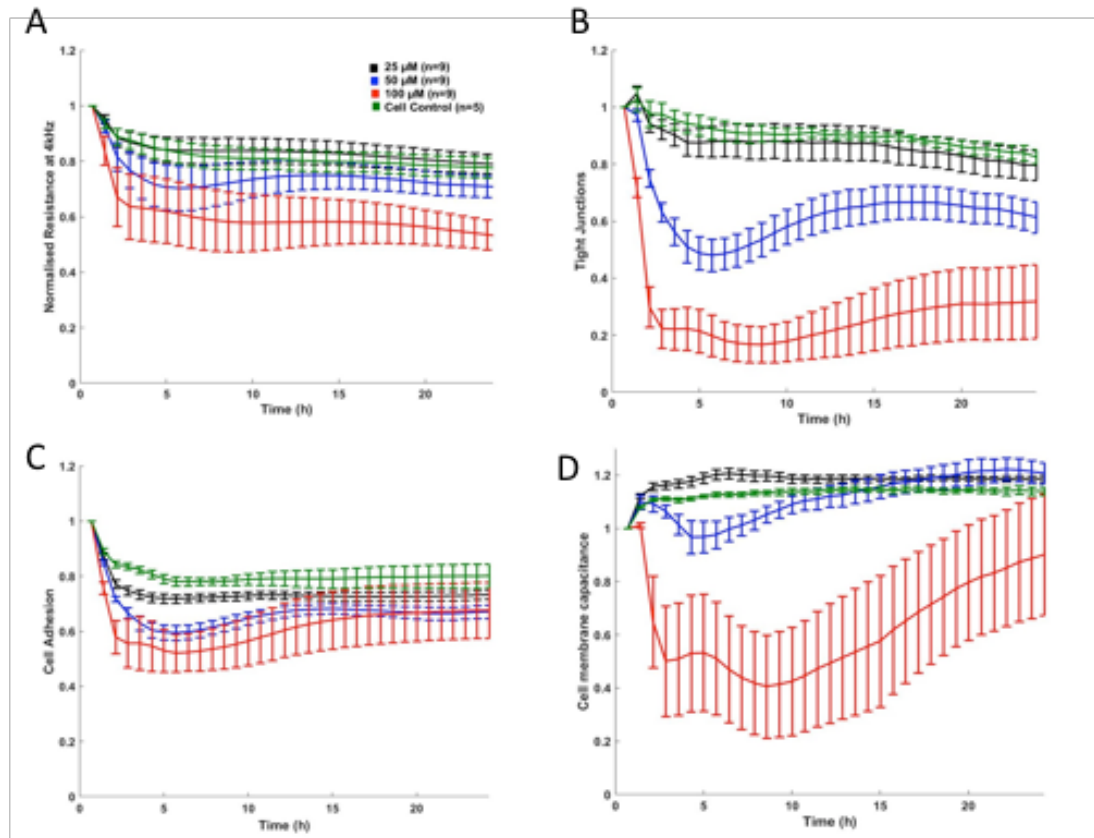 A
1.2
1
0.8
0.6
0.4
0.2
0
0 5 10 15 20
Normalised Resistance at 4kHz
Time (h)
25 µM (n=9)
50 µM (n=9)
100 µM (n=9)
Cell Control (n=5)
B
1.2
1
0.8
0.6
0.4
0.2
0
0 5 10 15 20
Tight Junctions
Time (h)
C
1.2
1
0.8
0.6
0.4
0.2
0
0 5 10 15 20
Cell Adhesion
Time (h)
D
1.2
1
0.8
0.6
0.4
0.2
0
0 5 10 15 20
Cell membrane capacitance
Time (h)